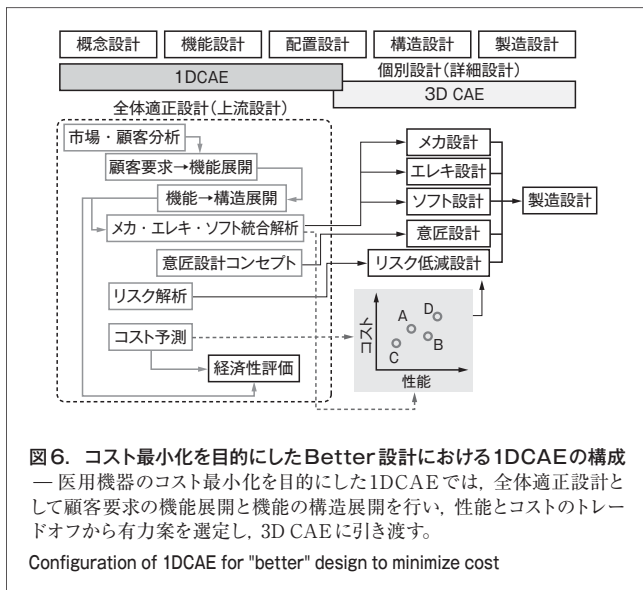 概念設計
機能設計
配置設計
構造設計
製造設計
1DCAE
個別設計(詳細設計)
3D CAE
全体適正設計(上流設計)
市場・顧客分析
顧客要求→機能展開
機能→構造展開
メカ・エレキ・ソフト統合解析
意匠設計コンセプト
リスク解析
コスト予測
経済性評価
メカ設計
エレキ設計
ソフト設計
意匠設計
リスク低減設計
製造設計
コスト
A
D
C
B
性能
図6. コスト最小化を目的にしたBetter設計における1DCAEの構成
— 医用機器のコスト最小化を目的にした1DCAEでは,全体適正設計と
して顧客要求の機能展開と機能の構造展開を行い,性能とコストのトレー
ドオフから有力案を選定し,3D CAEに引き渡す。
Configuration of 1DCAE for "better" design to minimize cost